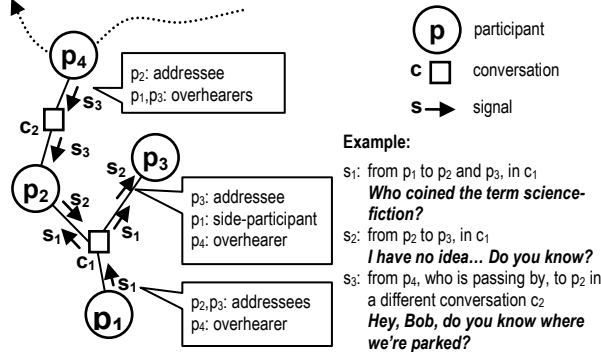 p4
p2: addressee
p1,p3: overhearers
s3
c2
s3
p3
s2
p2
s2
p3: addressee
p1: side-participant
p4: overhearer
s1
s1
c1
s1
p2,p3: addressees
p4: overhearer
p1
p participant
c conversation
s signal
Example:
s1: from p1 to p2 and p3, in c1
Who coined the term science-
fiction?
s2: from p2 to p3, in c1
I have no idea… Do you know?
s3: from p4, who is passing by, to p2 in
a different conversation c2
Hey, Bob, do you know where
we're parked?